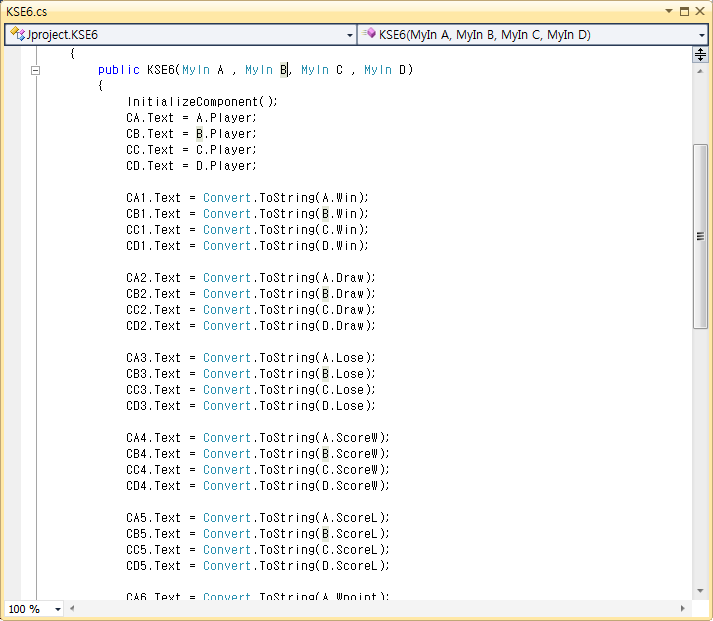 KSE6.cs
Jproject.KSE6
KSE6(MyIn A, MyIn B, MyIn C, MyIn D)
{
public KSE6(MyIn A , MyIn B, MyIn C , MyIn D)
{
InitializeComponent();
CA.Text = A.Player;
CB.Text = B.Player;
CC.Text = C.Player;
CD.Text = D.Player;
CA1.Text = Convert.ToString(A.Win);
CB1.Text = Convert.ToString(B.Win);
CC1.Text = Convert.ToString(C.Win);
CD1.Text = Convert.ToString(D.Win);
CA2.Text = Convert.ToString(A.Draw);
CB2.Text = Convert.ToString(B.Draw);
CC2.Text = Convert.ToString(C.Draw);
CD2.Text = Convert.ToString(D.Draw);
CA3.Text = Convert.ToString(A.Lose);
CB3.Text = Convert.ToString(B.Lose);
CC3.Text = Convert.ToString(C.Lose);
CD3.Text = Convert.ToString(D.Lose);
CA4.Text = Convert.ToString(A.ScoreW);
CB4.Text = Convert.ToString(B.ScoreW);
CC4.Text = Convert.ToString(C.ScoreW);
CD4.Text = Convert.ToString(D.ScoreW);
CA5.Text = Convert.ToString(A.ScoreL);
CB5.Text = Convert.ToString(B.ScoreL);
CC5.Text = Convert.ToString(C.ScoreL);
CD5.Text = Convert.ToString(D.ScoreL);
CA6.Text = Convert.ToString(A.Wpoint);
100 %